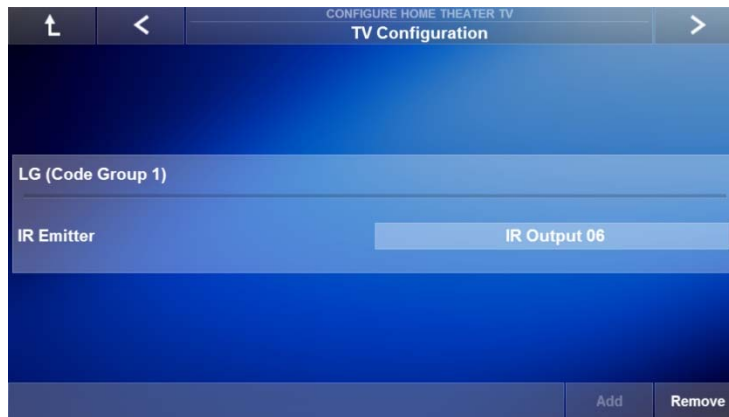 CONFIGURE HOME THEATER TV
TV Configuration
LG (Code Group 1)
IR Emitter
IR Output 06
Add
Remove